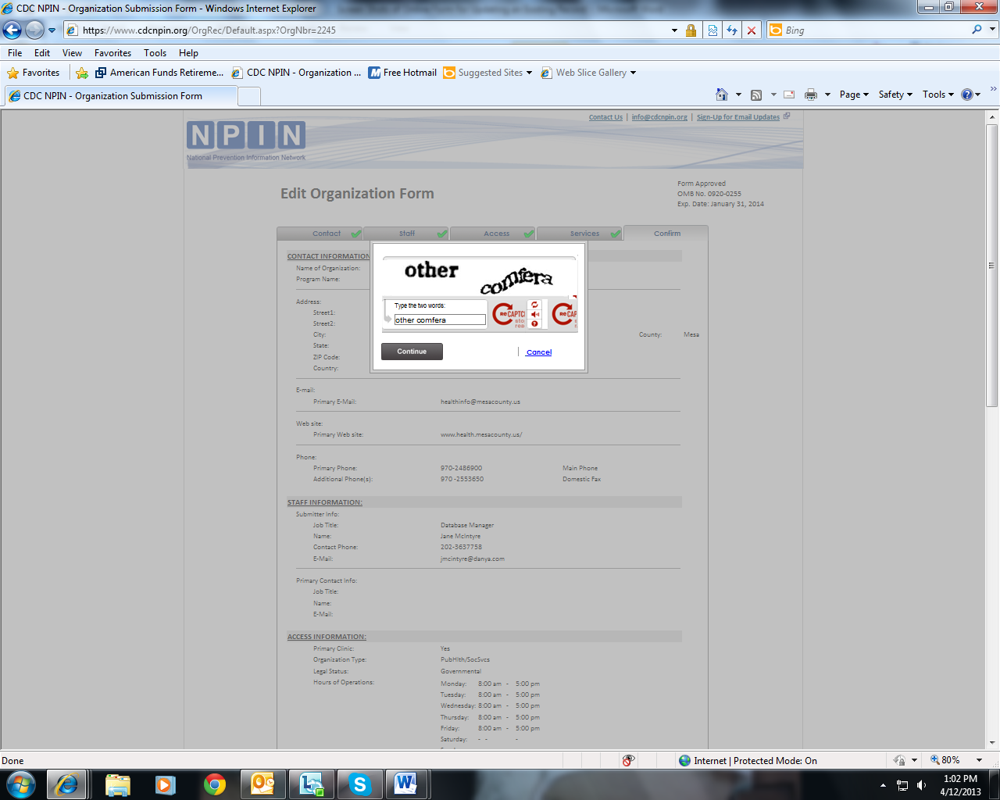 CDC NPIN - Organization Submission Form - Windows Internet Explorer
https://www.cdcnpin.org/OrgRec/Default.aspx?OrgNbr=2245
Bing
File Edit View Favorites Tools Help
Favorites American Funds Retireme... CDC NPIN - Organization ... Free Hotmail Suggested Sites Web Slice Gallery
CDC NPIN - Organization Submission Form
Page Safety Tools
Contact Us | info@cdcnpin.org | Sign-Up for Email Updates
NPIN
National Prevention Information Network
Edit Organization Form
Form Approved
OMB No. 0920-0255
Exp. Date: January 31, 2014
Contact Staff Access Services Confirm
CONTACT INFORMATION
Name of Organization:
Program Name:
other comfera
Type the two words:
other comfera
reCAPTC
sto
rea
Continue
Cancel
Address:
Street1:
Street2:
City:
County: Mesa
State:
ZIP Code:
Country:
E-mail:
Primary E-Mail: healthinfo@mesacounty.us
Web site:
Primary Web site: www.health.mesacounty.us/
Phone:
Primary Phone: 970-2486900 Main Phone
Additional Phone(s): 970 -2553650 Domestic Fax
STAFF INFORMATION:
Submitter Info:
Job Title: Database Manager
Name: Jane McIntyre
Contact Phone: 202-3637758
E-Mail: jmcintyre@danya.com
Primary Contact Info:
Job Title:
Name:
E-Mail:
ACCESS INFORMATION:
Primary Clinic: Yes
Organization Type: PubHlth/SocSvcs
Legal Status: Governmental
Hours of Operations:
Monday: 8:00 am - 5:00 pm
Tuesday: 8:00 am - 5:00 pm
Wednesday: 8:00 am - 5:00 pm
Thursday: 8:00 am - 5:00 pm
Friday: 8:00 am - 5:00 pm
Saturday: - - -
Done
Internet | Protected Mode: On
80%
1:02 PM
4/12/2013